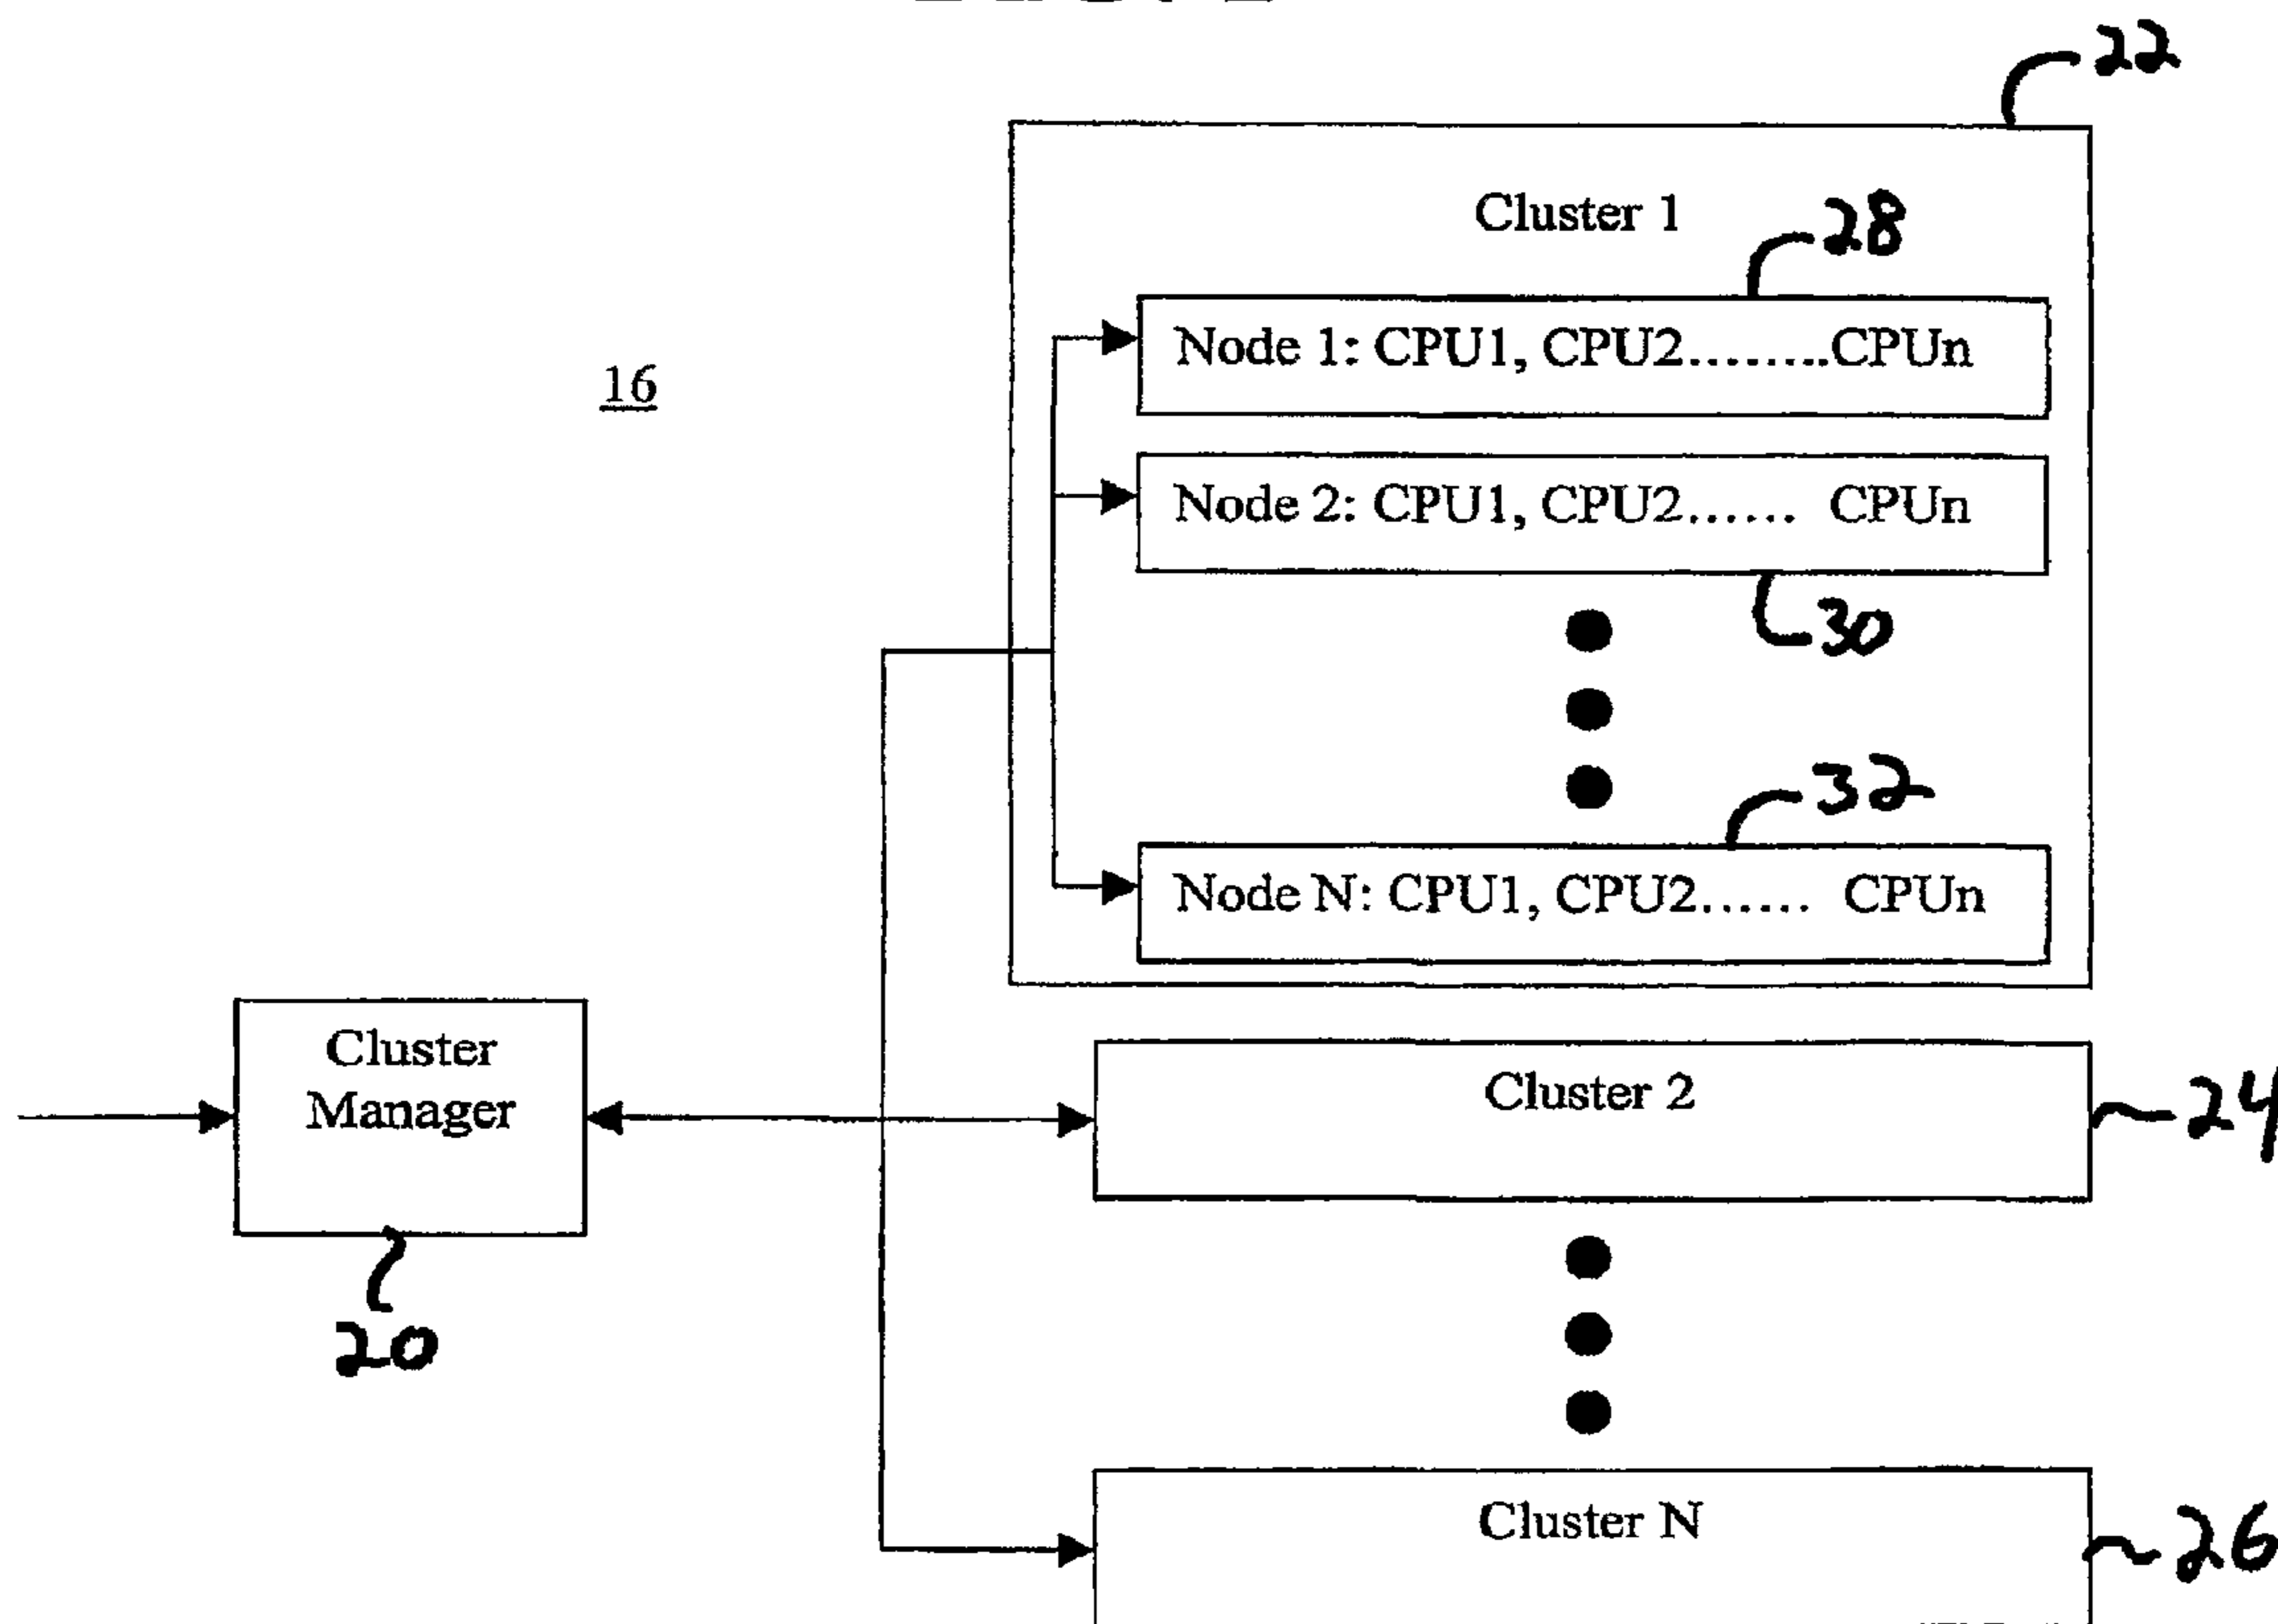 22
Cluster 1
28
Node 1: CPU1, CPU2........CPUn
16
Node 2: CPU1, CPU2...... CPUn
30
32
Node N: CPU1, CPU2...... CPUn
Cluster
Manager
20
Cluster 2
24
Cluster N
26